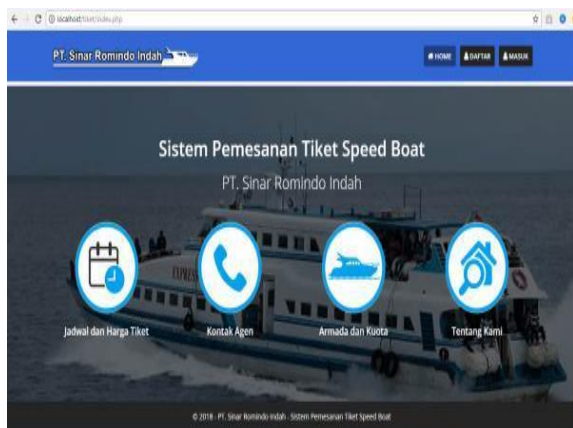 localhost/tiket/index.php
PT. Sinar Romindo Indah
HOME DAFTAR MASUK
Sistem Pemesanan Tiket Speed Boat
PT. Sinar Romindo Indah
EXPRES
Jadwal dan Harga Tiket Kontak Agen Armada dan Kuota Tentang Kami
© 2018 - PT. Sinar Romindo Indah - Sistem Pemesanan Tiket Speed Boat